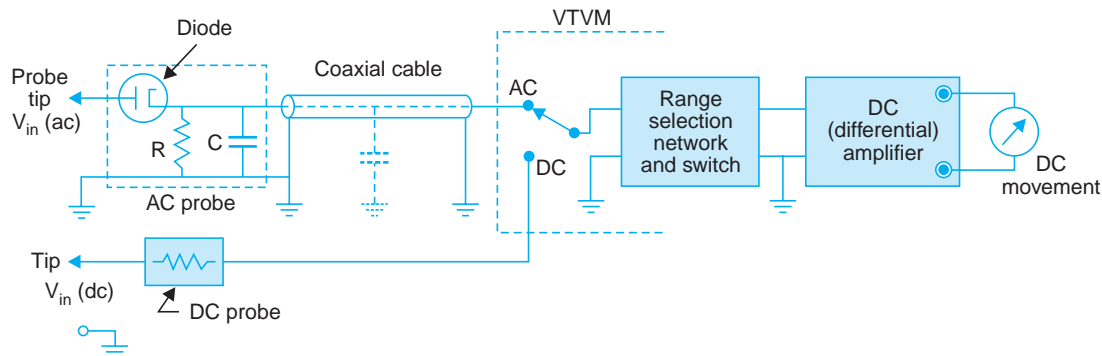 VTVM
Diode
Coaxial cable
Probe
tip
V_in (ac)
AC
Range
selection
network
and switch
DC
(differential)
amplifier
R
C
DC
DC
movement
AC probe
Tip
V_in (dc)
DC probe